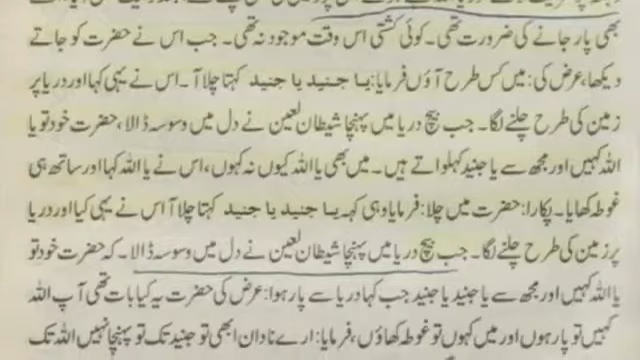 بھی پار جانے کی ضرورت تھی۔ کوئی کشتی اس وقت موجود نہ تھی۔ جب اس نے حضرت کو جاتے
دیکھا، عرض کی: میں کس طرح آؤں فرمایا: یا جنید یا جنید کہتا چلا آ۔ اس نے یہی کہا اور دریا پر
زمین کی طرح چلنے لگا۔ جب بیچ دریا میں پہنچا شیطان لعین نے دل میں وسوسہ ڈالا، حضرت خود تو یا
اللہ کہیں اور مجھ سے یا جنید کہلواتے ہیں۔ میں بھی یا اللہ کیوں نہ کہوں، اس نے یا اللہ کہا اور ساتھ ہی
غوطہ کھایا۔ پکارا: حضرت میں چلا: فرمایا وہی کہہ یا جنید یا جنید کہتا چلا آ اس نے یہی کیا اور دریا
پر زمین کی طرح چلنے لگا۔ جب بیچ دریا میں پہنچا شیطان لعین نے دل میں وسوسہ ڈالا۔ کہ حضرت خود تو
یا اللہ کہیں اور مجھ سے یا جنید یا جنید جب کہا دریا سے پار ہوا: عرض کی حضرت یہ کیا بات تھی آپ اللہ
کہیں تو پار ہوں اور میں کہوں تو غوطہ کھاؤں، فرمایا: ارے نادان ابھی تو جنید تک تو پہنچا نہیں اللہ تک